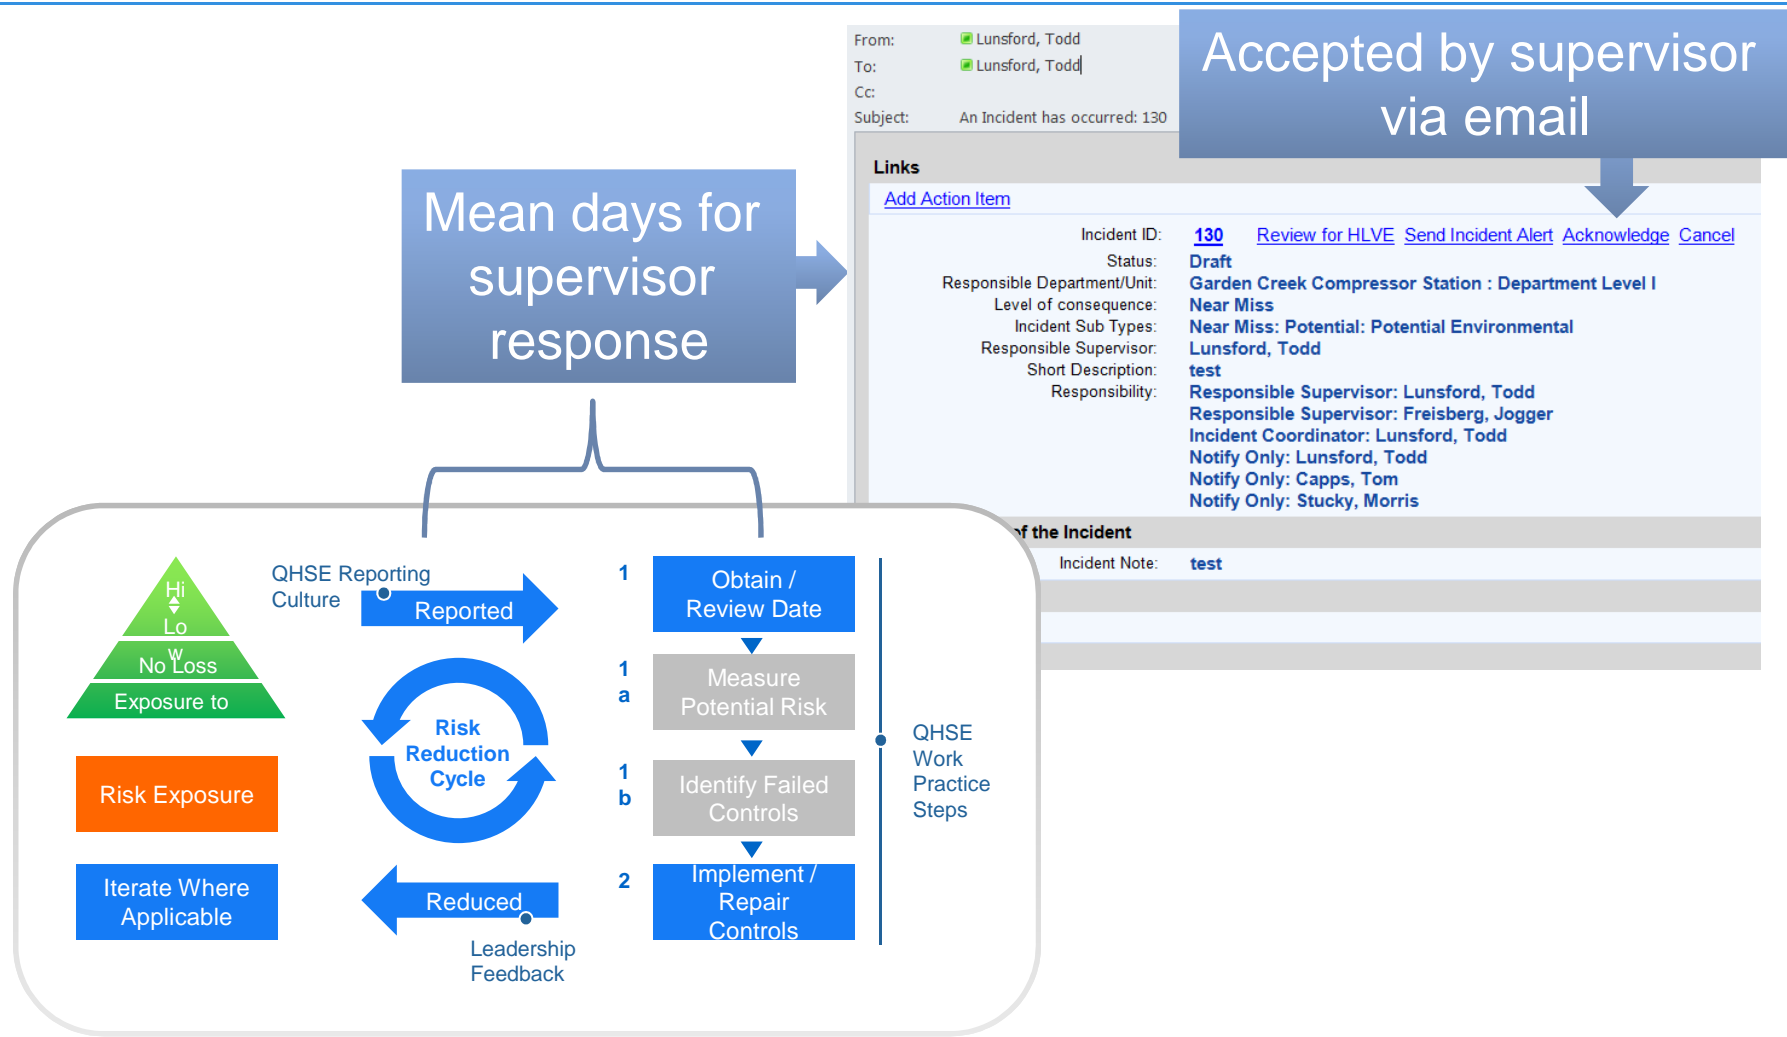 From: Lunsford, Todd
To: Lunsford, Todd
Cc:
Subject: An Incident has occurred: 130
Accepted by supervisor
via email
Links
Add Action Item
Incident ID: 130 Review for HLVE Send Incident Alert Acknowledge Cancel
Status: Draft
Responsible Department/Unit: Garden Creek Compressor Station : Department Level I
Level of consequence: Near Miss
Incident Sub Types: Near Miss: Potential: Potential Environmental
Responsible Supervisor: Lunsford, Todd
Short Description: test
Responsibility: Responsible Supervisor: Lunsford, Todd
Responsible Supervisor: Freisberg, Jogger
Incident Coordinator: Lunsford, Todd
Notify Only: Lunsford, Todd
Notify Only: Capps, Tom
Notify Only: Stucky, Morris
of the Incident
Incident Note: test
Mean days for
supervisor
response
Hi
Lo
w
No Loss
Exposure to
Risk Exposure
Iterate Where
Applicable
QHSE Reporting
Culture
Reported
Risk
Reduction
Cycle
Reduced
Leadership
Feedback
1
Obtain /
Review Date
1
a
Measure
Potential Risk
1
b
Identify Failed
Controls
2
Implement /
Repair
Controls
QHSE
Work
Practice
Steps